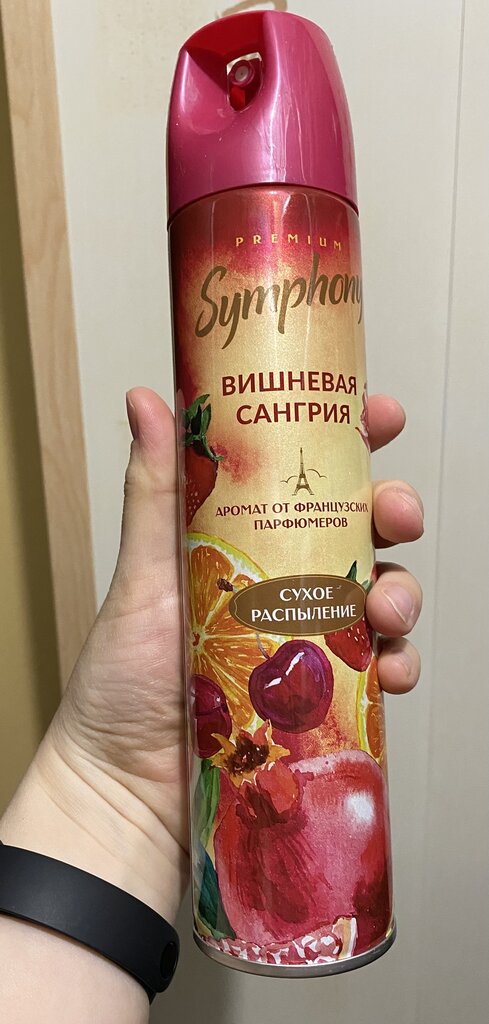 PREMIUM
Symphony
ВИШНЕВАЯ
САНГРИЯ
АРОМАТ ОТ ФРАНЦУЗСКИХ
ПАРФЮМЕРОВ
СУХОЕ
РАСПЫЛЕНИЕ